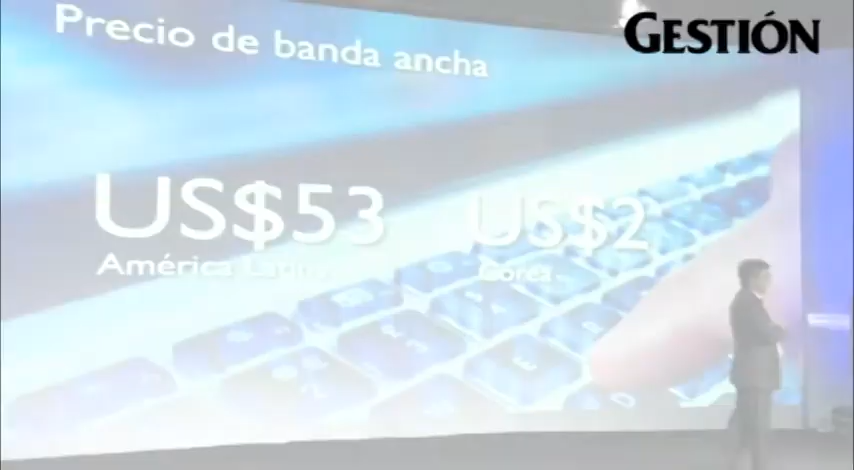 GESTIÓN
Precio de banda ancha
US$53
US$2
América Latina
Corea